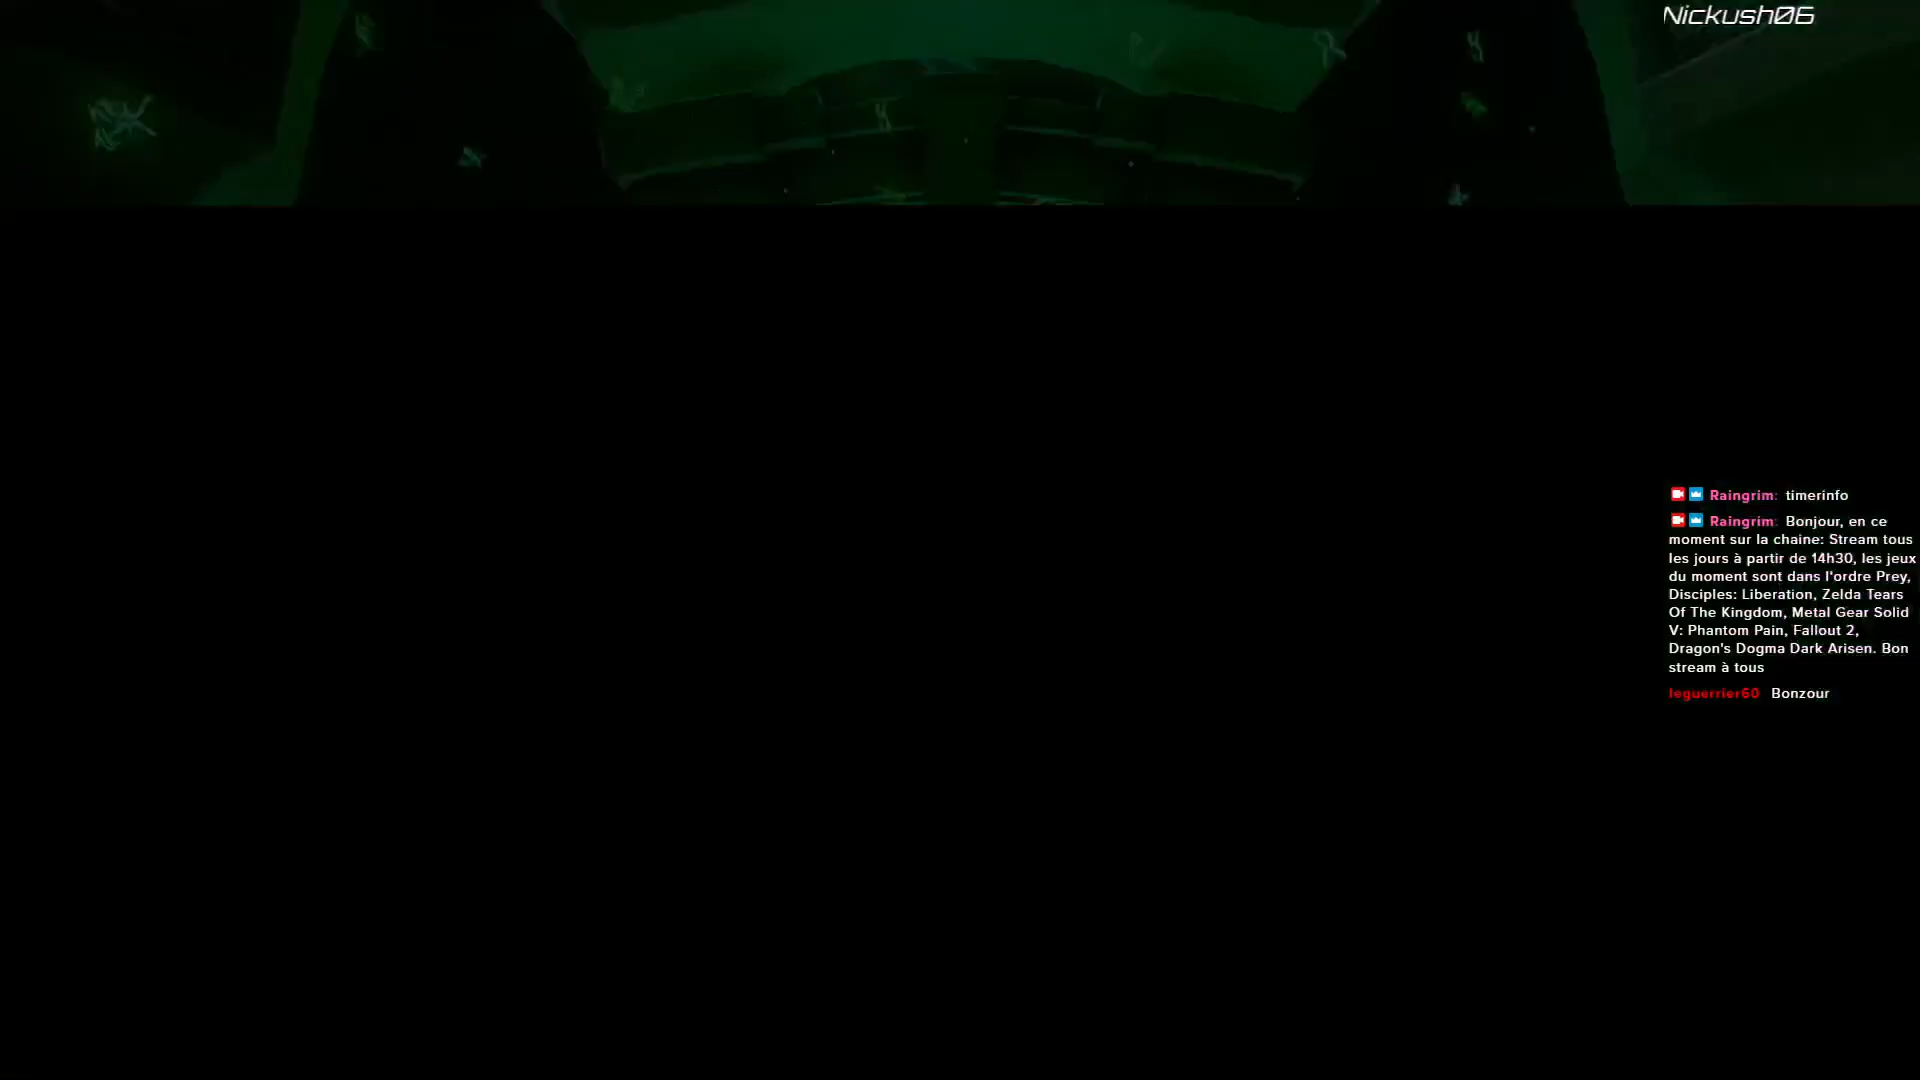 Nickush06
Raingrim: timerinfo
Raingrim: Bonjour, en ce
moment sur la chaine: Stream tous
les jours à partir de 14h30, les jeux
du moment sont dans l'ordre Prey,
Disciples: Liberation, Zelda Tears
Of The Kingdom, Metal Gear Solid
V: Phantom Pain, Fallout 2,
Dragon's Dogma Dark Arisen. Bon
stream à tous
leguerrier60 Bonzour